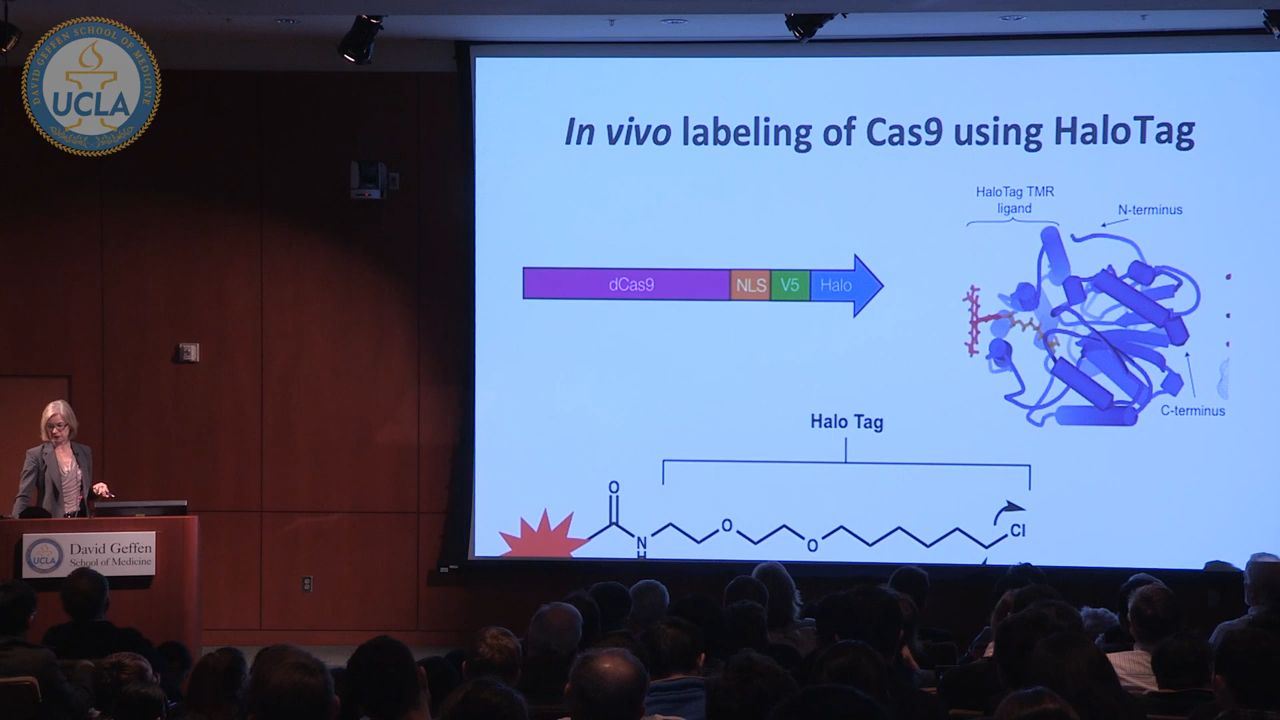 DAVID GEFFEN SCHOOL OF MEDICINE
UCLA
In vivo labeling of Cas9 using HaloTag
HaloTag TMR
ligand
N-terminus
dCas9 NLS V5 Halo
C-terminus
Halo Tag
O
N
H
O
O
Cl
UCLA
David Geffen
School of Medicine